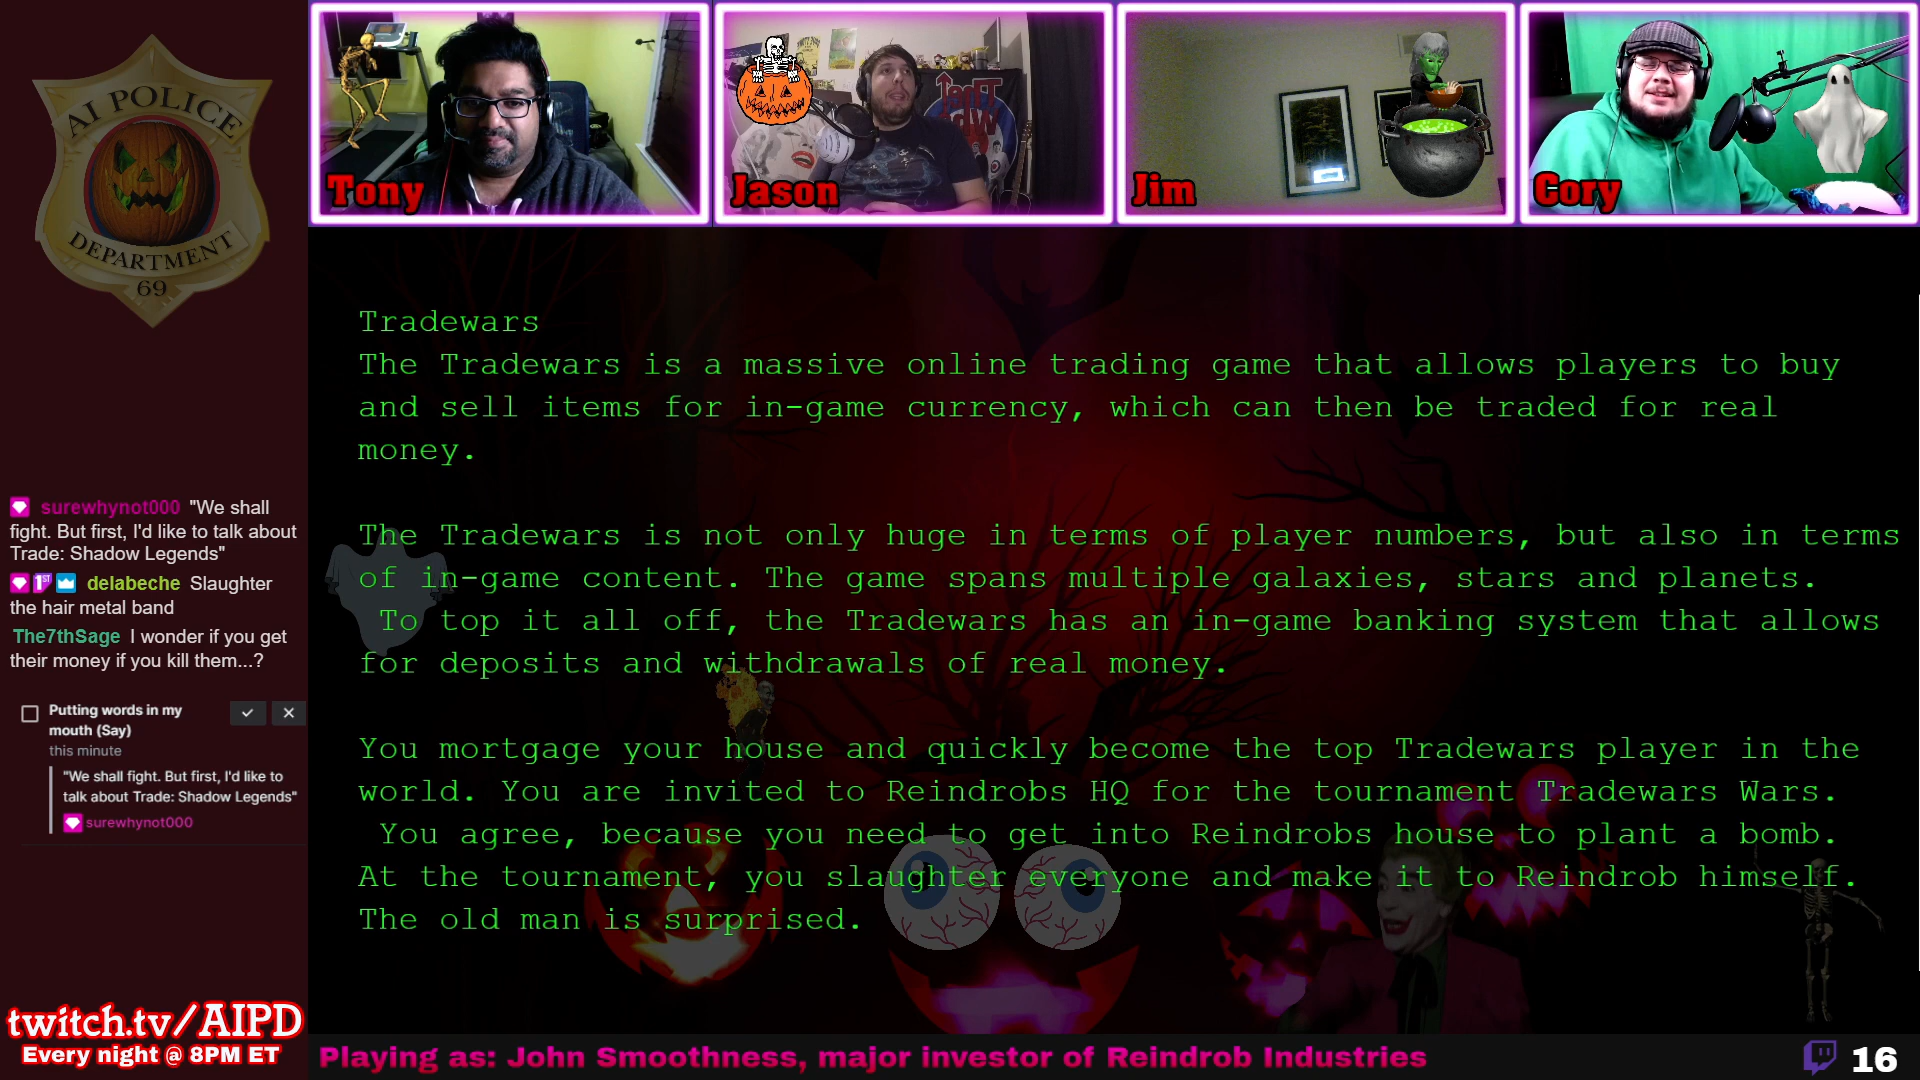 AI POLICE
DEPARTMENT
69
Tony
Jason
Jim
Cory
Tradewars
The Tradewars is a massive online trading game that allows players to buy
and sell items for in-game currency, which can then be traded for real
money.
The Tradewars is not only huge in terms of player numbers, but also in terms
of in-game content. The game spans multiple galaxies, stars and planets.
To top it all off, the Tradewars has an in-game banking system that allows
for deposits and withdrawals of real money.
You mortgage your house and quickly become the top Tradewars player in the
world. You are invited to Reindrobs HQ for the tournament Tradewars Wars.
You agree, because you need to get into Reindrobs house to plant a bomb.
At the tournament, you slaughter everyone and make it to Reindrob himself.
The old man is surprised.
surewhynot000 "We shall
fight. But first, I'd like to talk about
Trade: Shadow Legends"
1ST delabeche Slaughter
the hair metal band
The7thSage I wonder if you get
their money if you kill them...?
Putting words in my
mouth (Say)
this minute
"We shall fight. But first, I'd like to
talk about Trade: Shadow Legends"
surewhynot000
twitch.tv/AIPD
Every night @ 8PM ET
Playing as: John Smoothness, major investor of Reindrob Industries
16